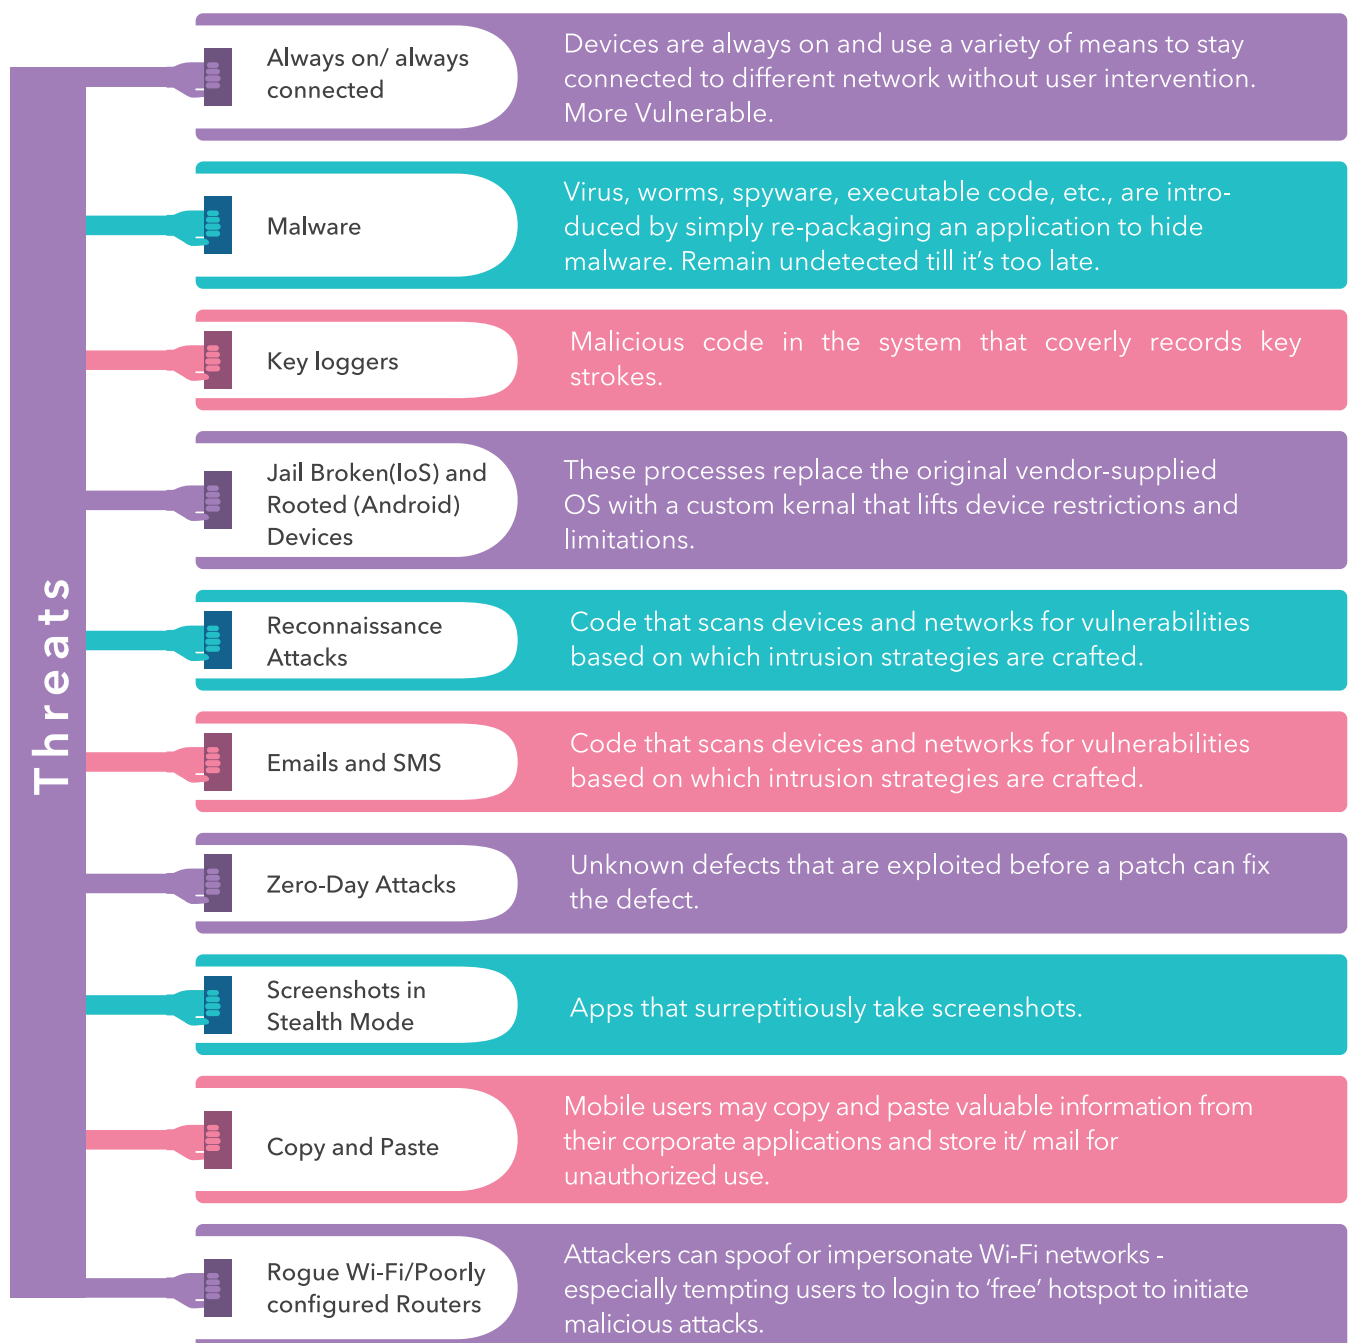 Threats
Always on/ always
connected
Devices are always on and use a variety of means to stay
connected to different network without user intervention.
More Vulnerable.
Malware
Virus, worms, spyware, executable code, etc., are intro-
duced by simply re-packaging an application to hide
malware. Remain undetected till it’s too late.
Key loggers
Malicious code in the system that coverly records key
strokes.
Jail Broken(IoS) and
Rooted (Android)
Devices
These processes replace the original vendor-supplied
OS with a custom kernal that lifts device restrictions and
limitations.
Reconnaissance
Attacks
Code that scans devices and networks for vulnerabilities
based on which intrusion strategies are crafted.
Emails and SMS
Code that scans devices and networks for vulnerabilities
based on which intrusion strategies are crafted.
Zero-Day Attacks
Unknown defects that are exploited before a patch can fix
the defect.
Screenshots in
Stealth Mode
Apps that surreptitiously take screenshots.
Copy and Paste
Mobile users may copy and paste valuable information from
their corporate applications and store it/ mail for
unauthorized use.
Rogue Wi-Fi/Poorly
configured Routers
Attackers can spoof or impersonate Wi-Fi networks -
especially tempting users to login to ‘free’ hotspot to initiate
malicious attacks.